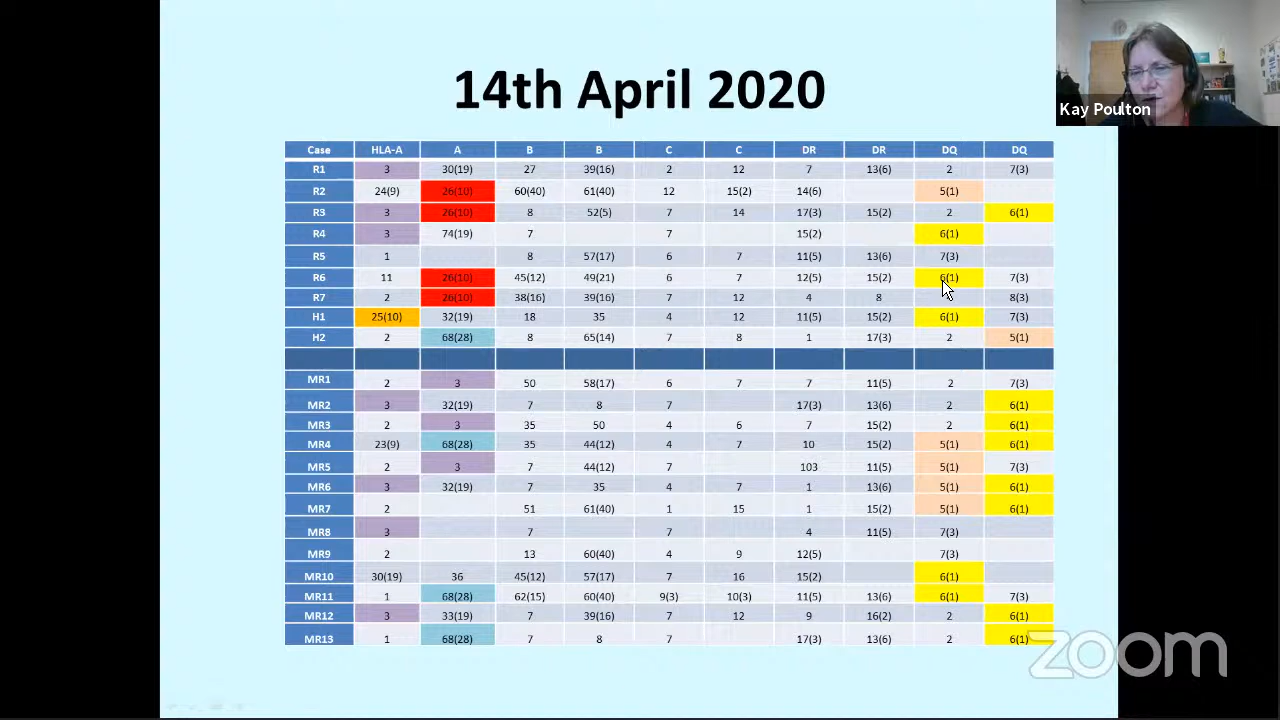 14th April 2020
Kay Poulton
Case HLA-A A B B C C DR DR DQ DQ
R1 3 30(19) 27 39(16) 2 12 7 13(6) 2 7(3)
R2 24(9) 26(10) 60(40) 61(40) 12 15(2) 14(6) 5(1)
R3 3 26(10) 8 52(5) 7 14 17(3) 15(2) 2 6(1)
R4 3 74(19) 7 7 15(2) 6(1)
R5 1 8 57(17) 6 7 11(5) 13(6) 7(3)
R6 11 26(10) 45(12) 49(21) 6 7 12(5) 15(2) 6(1) 7(3)
R7 2 26(10) 38(16) 39(16) 7 12 4 8 8(3)
H1 25(10) 32(19) 18 35 4 12 11(5) 15(2) 6(1) 7(3)
H2 2 68(28) 8 65(14) 7 8 1 17(3) 2 5(1)
MR1 2 3 50 58(17) 6 7 7 11(5) 2 7(3)
MR2 3 32(19) 7 8 7 17(3) 13(6) 2 6(1)
MR3 2 3 35 50 4 6 7 15(2) 2 6(1)
MR4 23(9) 68(28) 35 44(12) 4 7 10 15(2) 5(1) 6(1)
MR5 2 3 7 44(12) 7 103 11(5) 5(1) 7(3)
MR6 3 32(19) 7 35 4 7 1 13(6) 5(1) 6(1)
MR7 2 51 61(40) 1 15 1 15(2) 5(1) 6(1)
MR8 3 7 7 4 11(5) 7(3)
MR9 2 13 60(40) 4 9 12(5) 7(3)
MR10 30(19) 36 45(12) 57(17) 7 16 15(2) 6(1)
MR11 1 68(28) 62(15) 60(40) 9(3) 10(3) 11(5) 13(6) 6(1) 7(3)
MR12 3 33(19) 7 39(16) 7 12 9 16(2) 2 6(1)
MR13 1 68(28) 7 8 7 17(3) 13(6) 2 6(1)
zoom